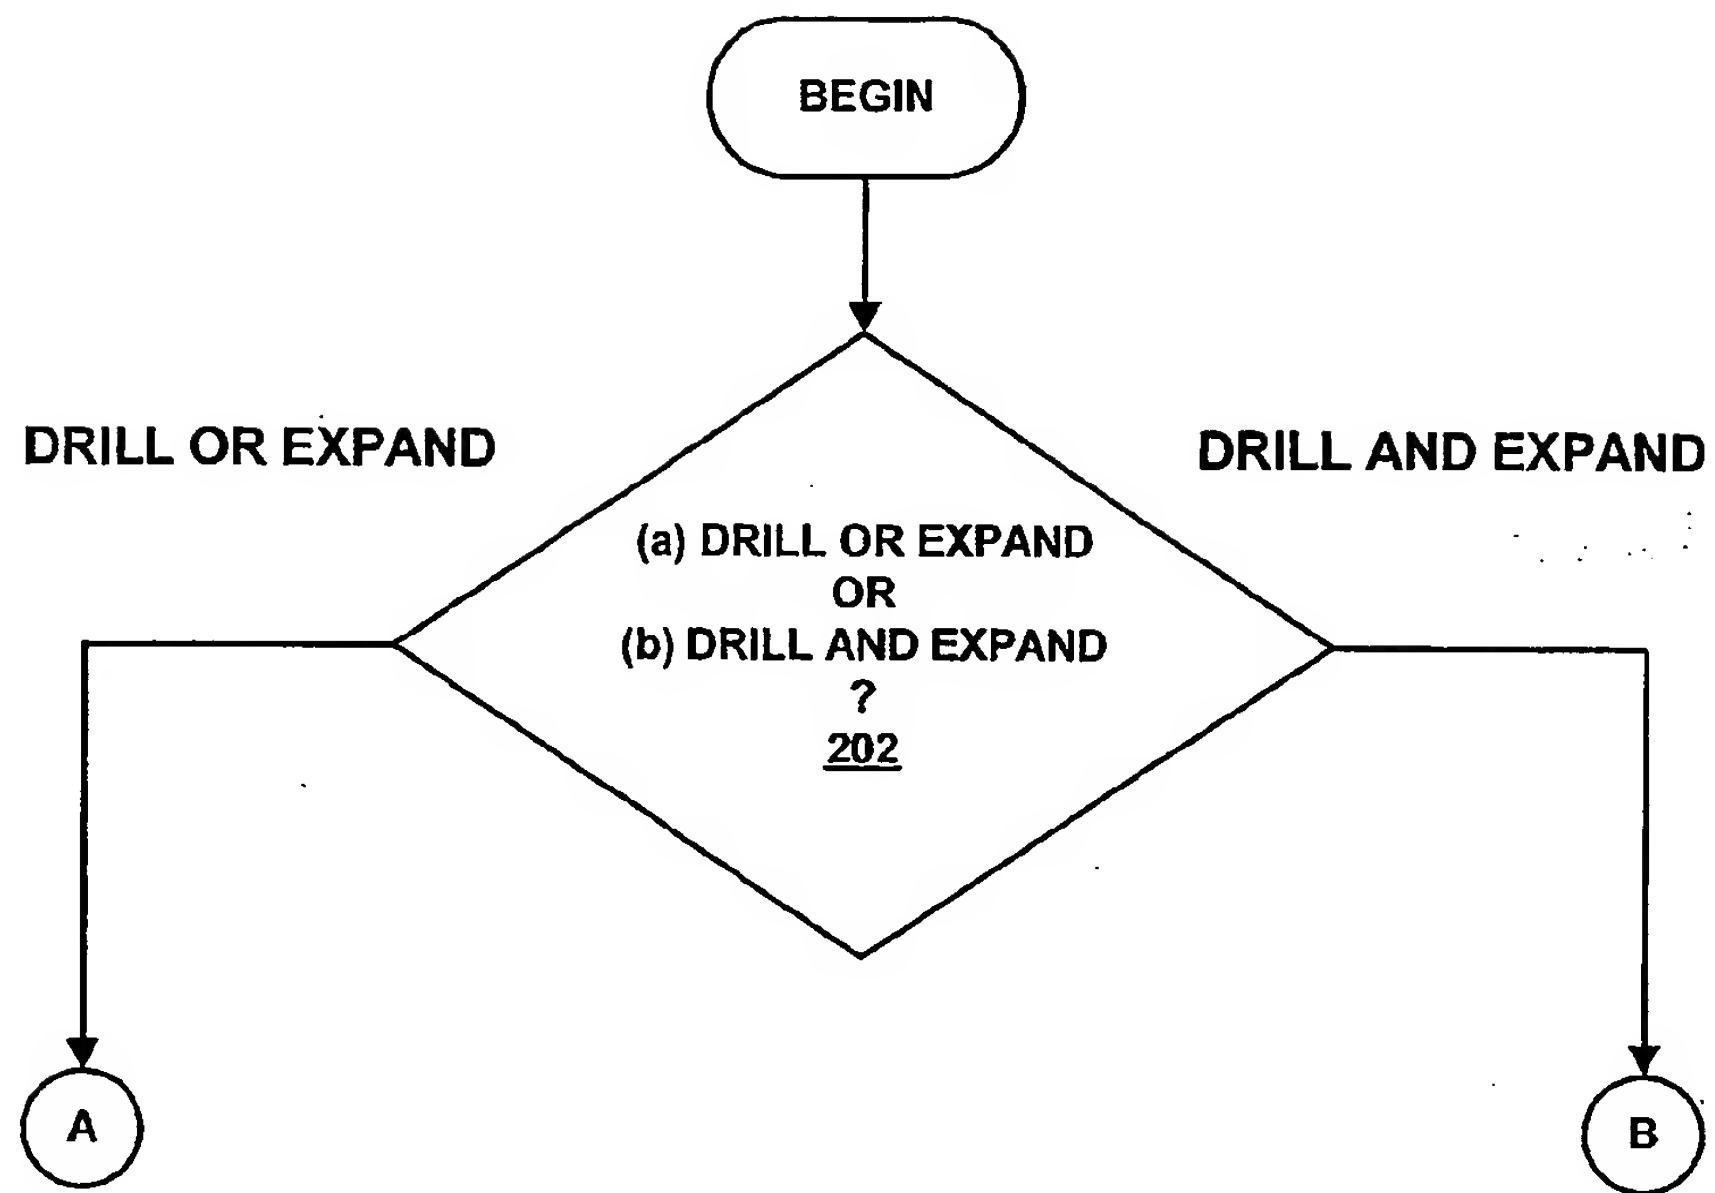 BEGIN
DRILL OR EXPAND
DRILL AND EXPAND
(a) DRILL OR EXPAND
OR
(b) DRILL AND EXPAND
?
202
A
B